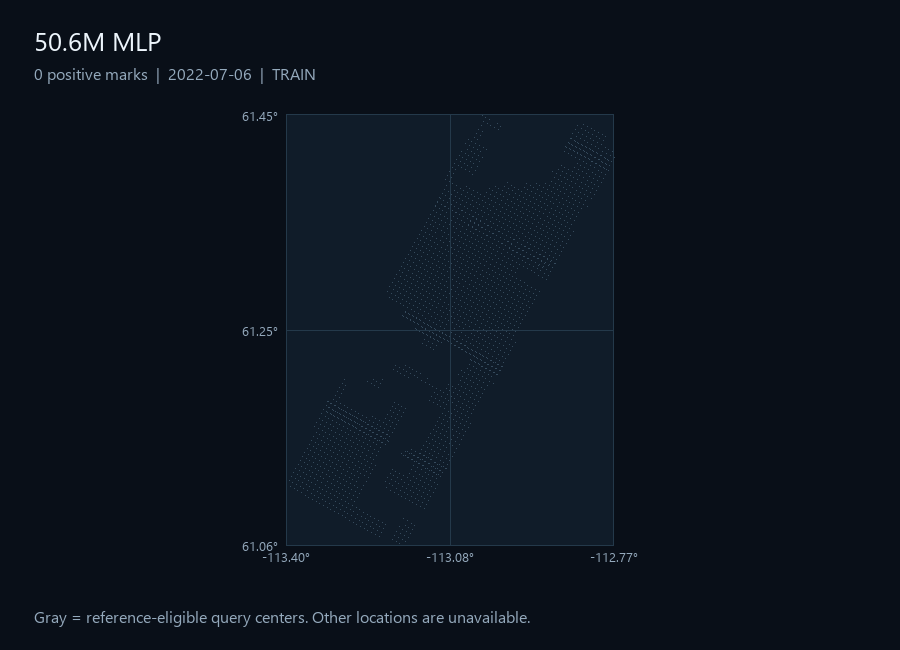 50.6M MLP
0 positive marks | 2022-07-06 | TRAIN
61.45°
61.25°
61.06°
-113.40°
-113.08°
-112.77°
Gray = reference-eligible query centers. Other locations are unavailable.